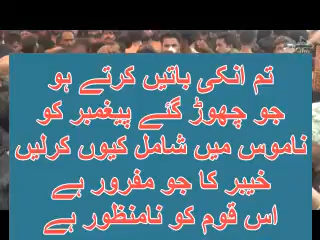 تم انکی باتیں کرتے ہو
جو چھوڑ گئے پیغمبر کو
ناموس میں شامل کیوں کرلیں
خیبر کا جو مفرور ہے
اس قوم کو نامنظور ہے